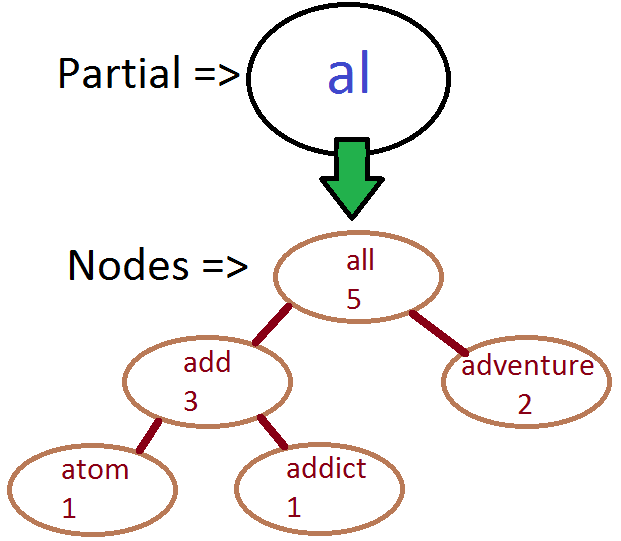 Partial =>
al
Nodes =>
all
5
add
3
adventure
2
atom
1
addict
1